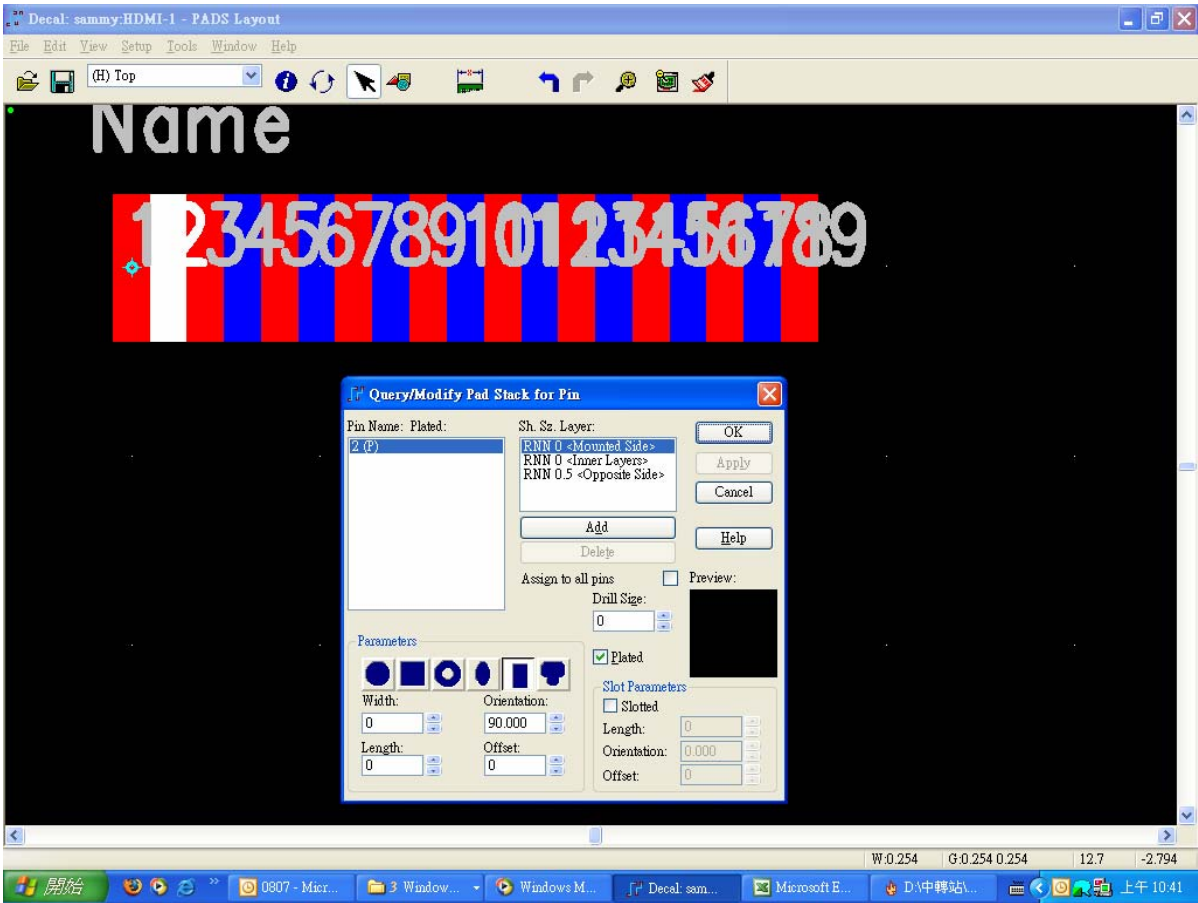 Decal: sammy:HDMI-1 - PADS Layout
File Edit View Setup Tools Window Help
(H) Top
Name
12345678910111213141516171819
Query/Modify Pad Stack for Pin
Pin Name: Plated:
Sh. Sz. Layer:
2 (P)
RNN 0 <Mounted Side>
RNN 0 <Inner Layers>
RNN 0.5 <Opposite Side>
OK
Apply
Cancel
Help
Add
Delete
Assign to all pins
Preview:
Drill Size:
0
Plated
Parameters
Width:
Orientation:
0
90.000
Length:
Offset:
0
0
Slot Parameters
Slotted
Length:
0
Orientation:
0.000
Offset:
0
W:0.254 G:0.254 0.254 12.7 -2.794
開始
0807 - Micr...
3 Window...
Windows M...
Decal: sam...
Microsoft E...
D:\中轉站\...
上午 10:41